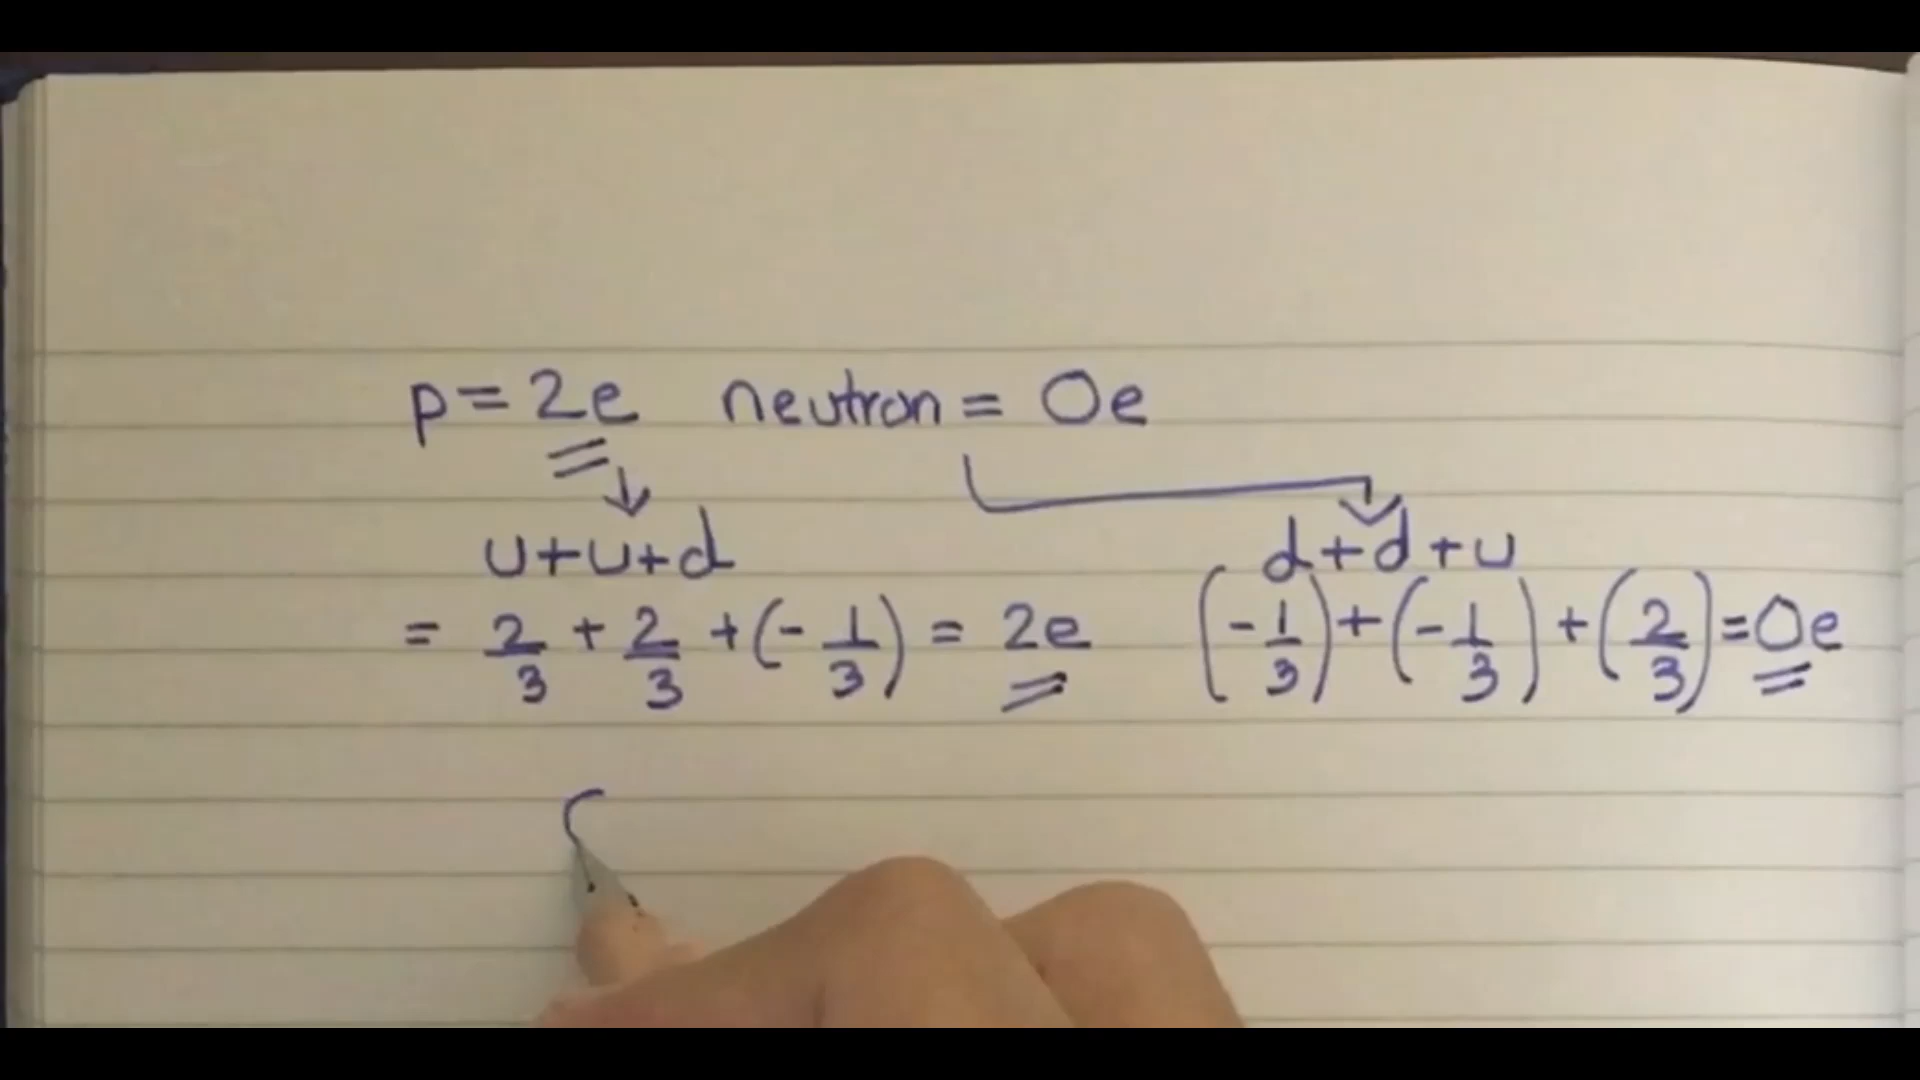 p = 2e neutron = 0e
u+u+d d+d+u
= 2/3 + 2/3 + (-1/3) = 2e (-1/3) + (-1/3) + (2/3) = 0e